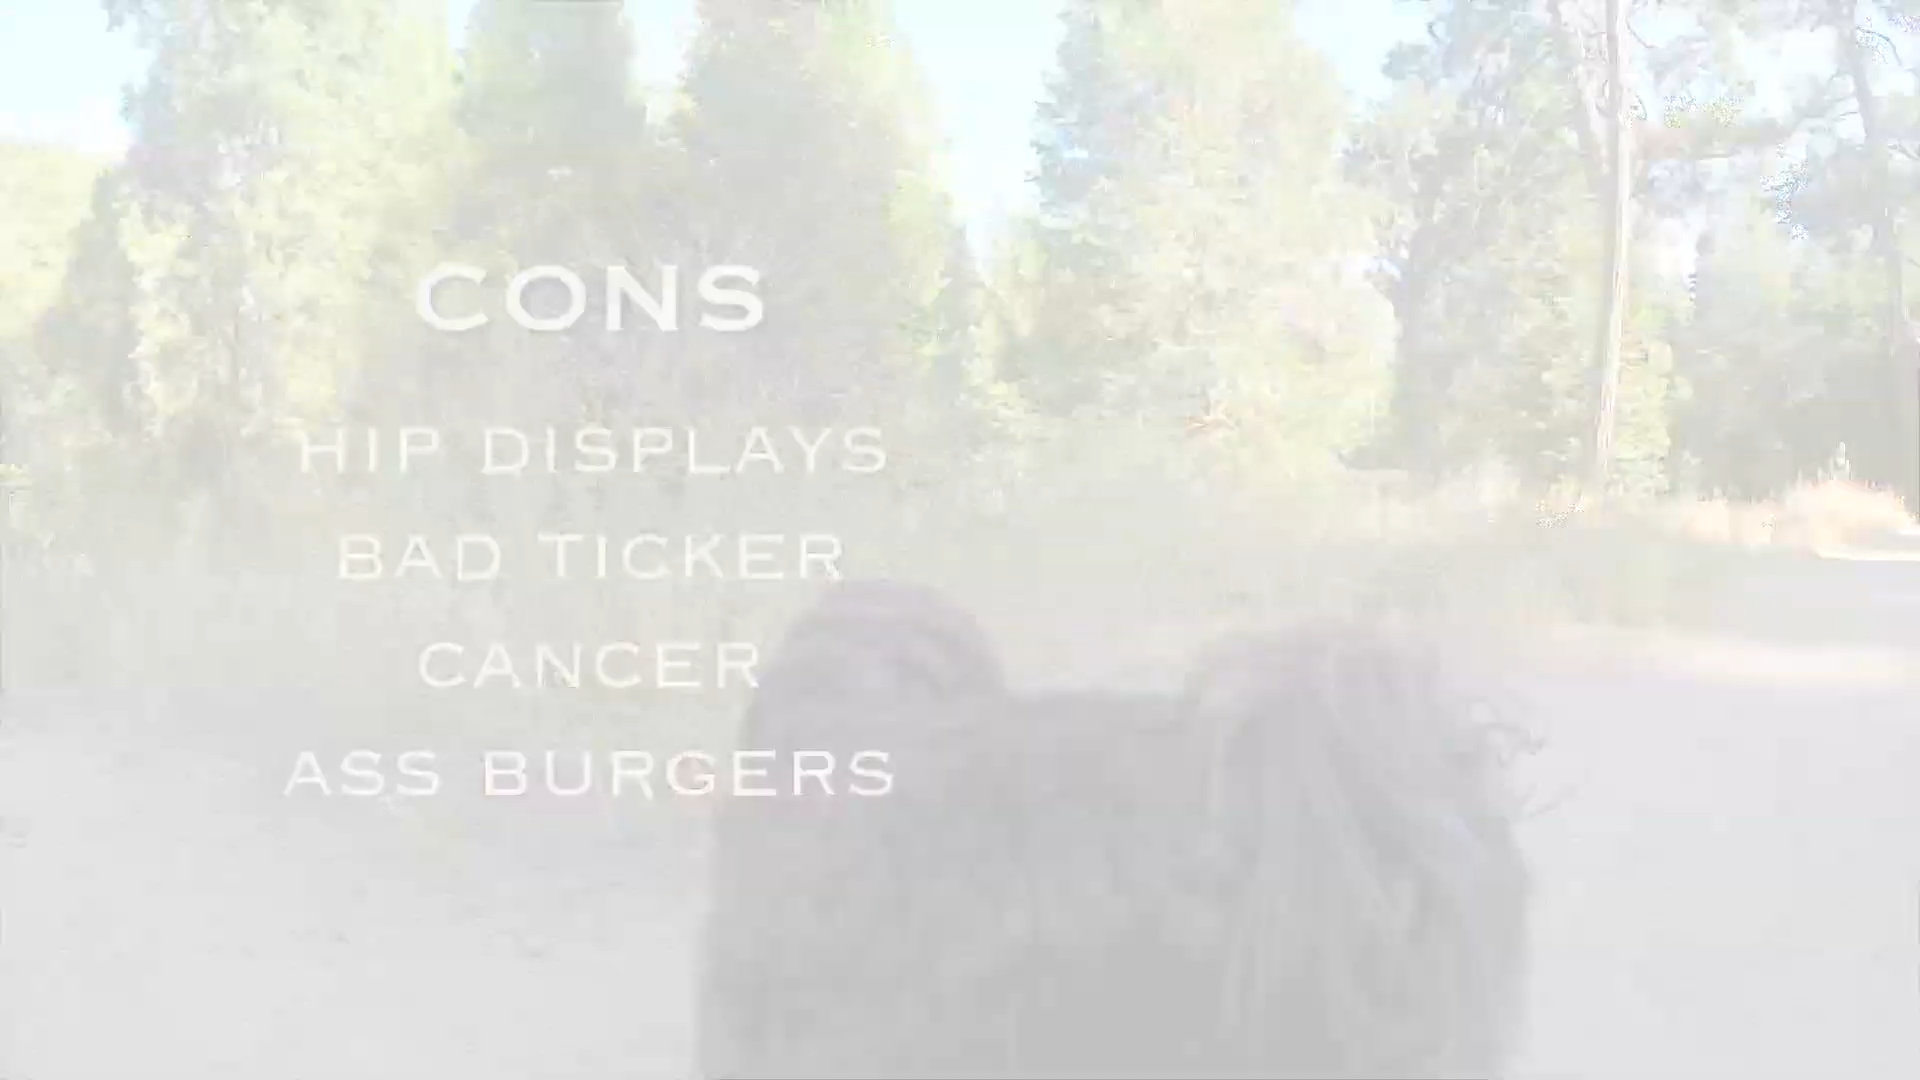 CONS
HIP DISPLAYS
BAD TICKER
CANCER
ASS BURGERS